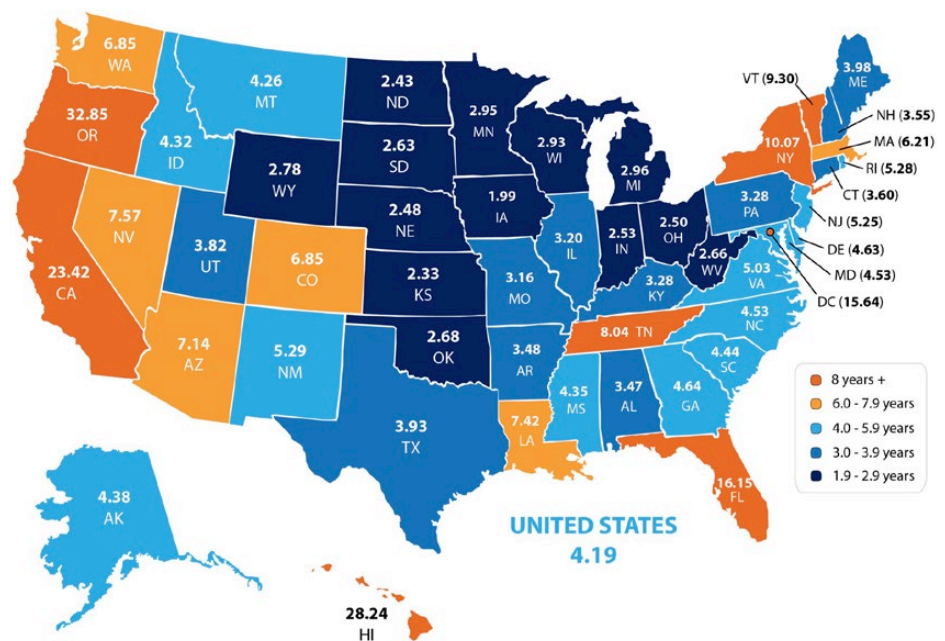 6.85
WA
32.85
OR
23.42
CA
7.57
NV
4.32
ID
4.26
MT
2.78
WY
3.82
UT
6.85
CO
7.14
AZ
5.29
NM
2.43
ND
2.63
SD
2.48
NE
2.33
KS
2.68
OK
3.93
TX
2.95
MN
1.99
IA
3.16
MO
3.48
AR
7.42
LA
2.93
WI
3.20
IL
2.96
MI
2.53
IN
2.50
OH
3.28
KY
8.04 TN
4.35
MS
3.47
AL
4.64
GA
16.15
FL
4.44
SC
4.53
NC
5.03
VA
2.66
WV
3.28
PA
10.07
NY
3.98
ME
VT (9.30)
NH (3.55)
MA (6.21)
RI (5.28)
CT (3.60)
NJ (5.25)
DE (4.63)
MD (4.53)
DC (15.64)
8 years +
6.0 - 7.9 years
4.0 - 5.9 years
3.0 - 3.9 years
1.9 - 2.9 years
UNITED STATES
4.19
4.38
AK
28.24
HI